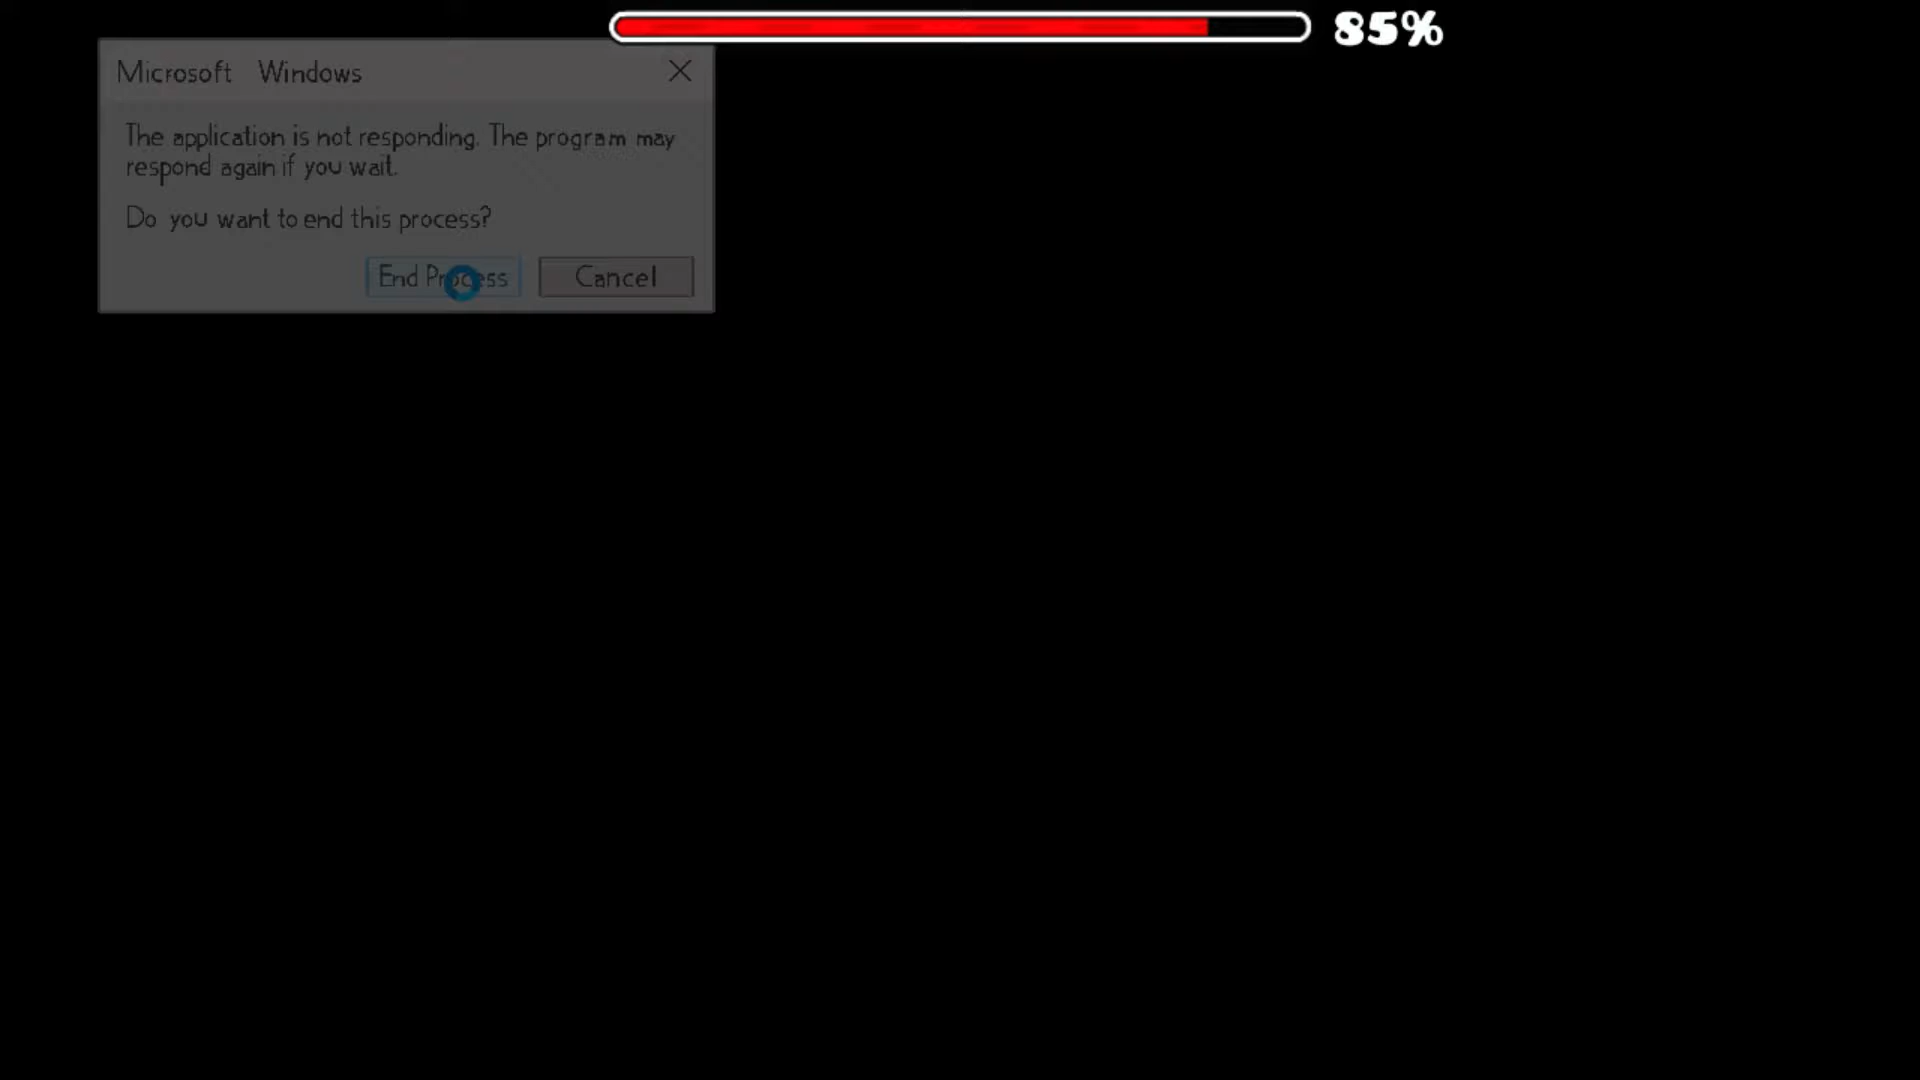 85%
Microsoft Windows
The application is not responding. The program may
respond again if you wait.
Do you want to end this process?
End Process Cancel